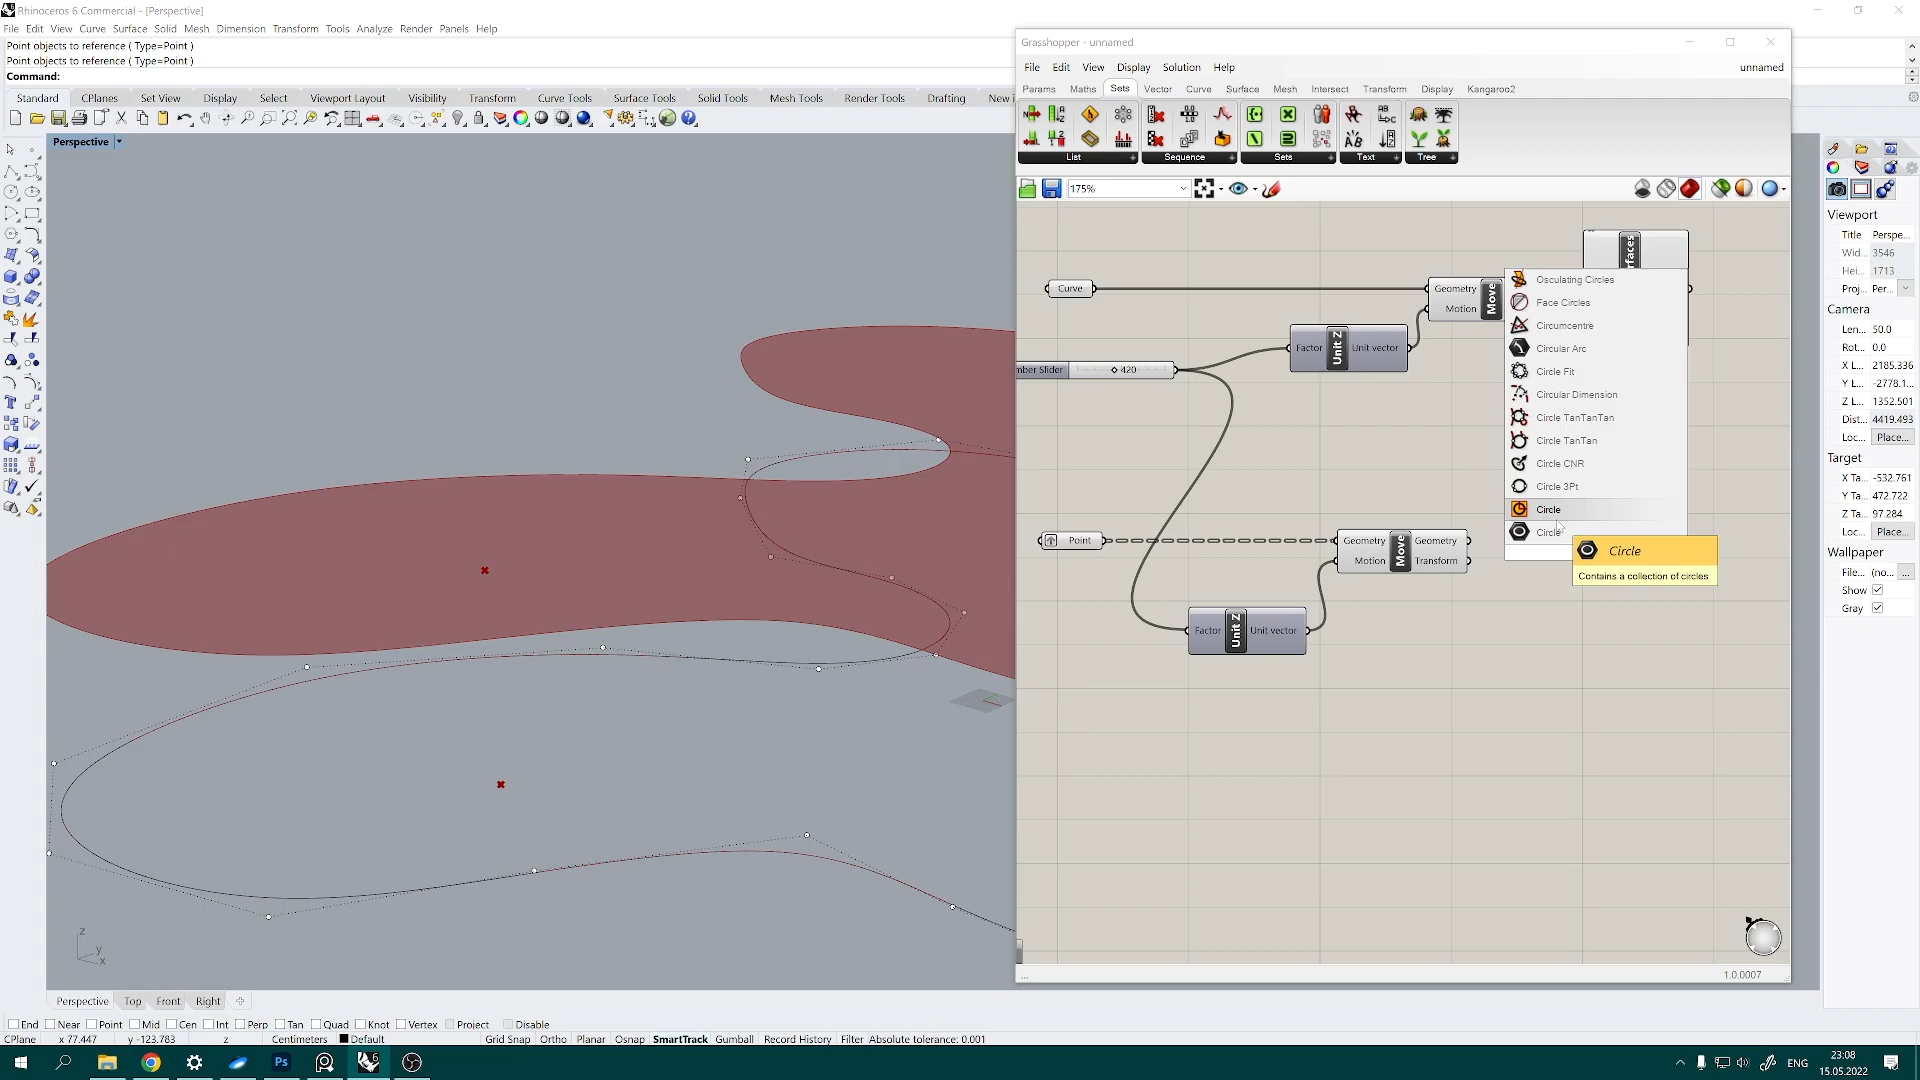 Rhinoceros 6 Commercial - [Perspective]
File Edit View Curve Surface Solid Mesh Dimension Transform Tools Analyze Render Panels Help
Point objects to reference ( Type=Point )
Point objects to reference ( Type=Point )
Command:
Standard CPlanes Set View Display Select Viewport Layout Visibility Transform Curve Tools Surface Tools Solid Tools Mesh Tools Render Tools Drafting New i
Perspective
Grasshopper - unnamed
File Edit View Display Solution Help unnamed
Params Maths Sets Vector Curve Surface Mesh Intersect Transform Display Kangaroo2
List Sequence Sets Text Tree
175%
Curve
Geometry
Motion
Move
rfaces
Factor Unit Z Unit vector
mber Slider 420
Point
Geometry Move Geometry
Motion Transform
Factor Unit Z Unit vector
Osculating Circles
Face Circles
Circumcentre
Circular Arc
Circle Fit
Circular Dimension
Circle TanTanTan
Circle TanTan
Circle CNR
Circle 3Pt
Circle
Circle
Circle
Contains a collection of circles
...
1.0.0007
Viewport
Title Perspe...
Wid... 3546
Hei... 1713
Proj... Per...
Camera
Len... 50.0
Rot... 0.0
X L... 2185.336
Y L... -2778.1...
Z L... 1352.501
Dist... 4419.493
Loc... Place...
Target
X Ta... -532.761
Y Ta... 472.722
Z Ta... 97.284
Loc... Place...
Wallpaper
File... (no... ...
Show
Gray
z
y
x
Perspective Top Front Right
End Near Point Mid Cen Int Perp Tan Quad Knot Vertex Project Disable
CPlane x 77.447 y -123.783 z Centimeters Default Grid Snap Ortho Planar Osnap SmartTrack Gumball Record History Filter Absolute tolerance: 0.001
Ps
6
ENG
23:08
15.05.2022